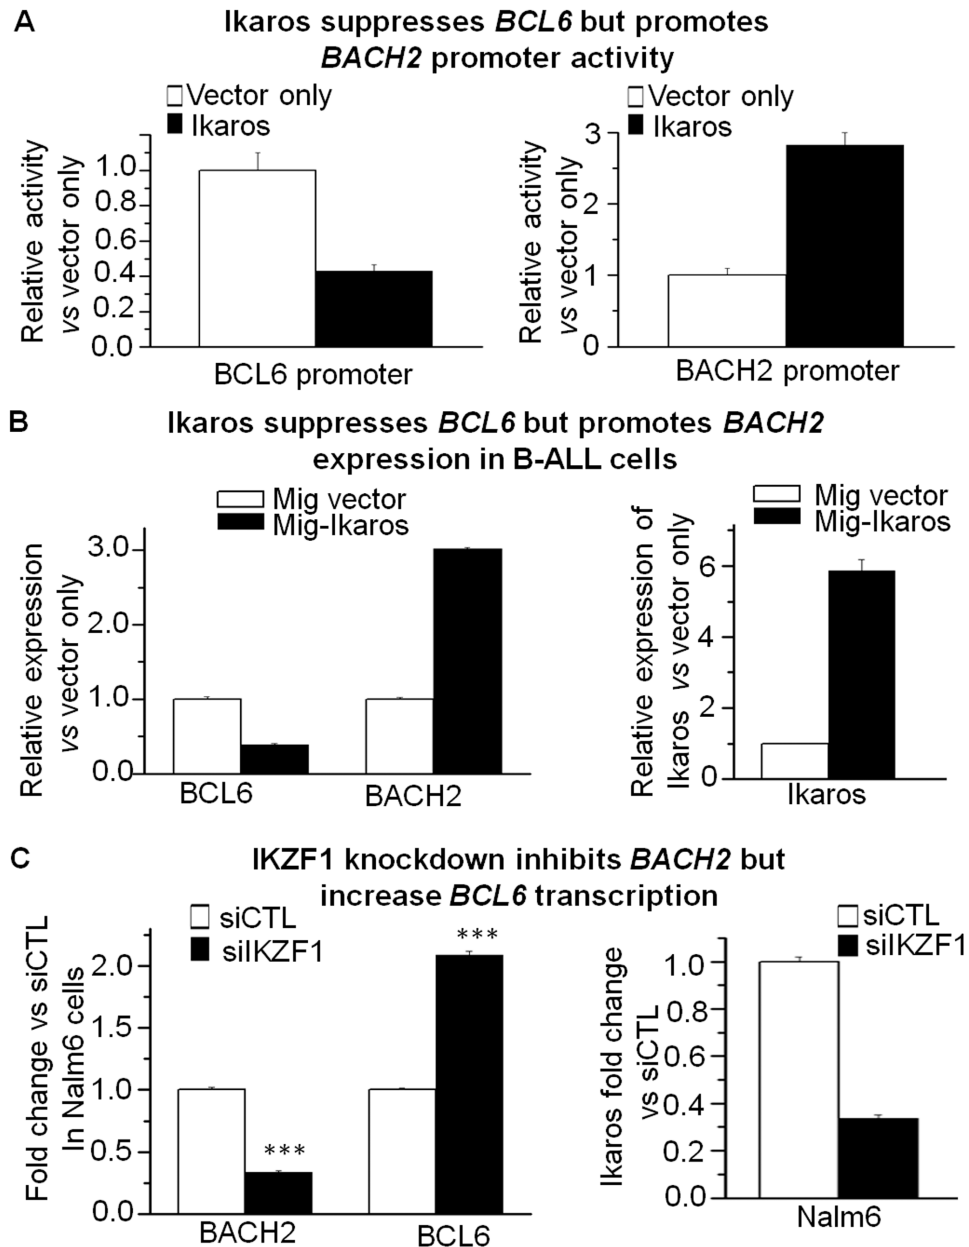 A
Ikaros suppresses BCL6 but promotes
BACH2 promoter activity
Vector only
Ikaros
Relative activity
vs vector only
1.0
0.8
0.6
0.4
0.2
0.0
BCL6 promoter
Vector only
Ikaros
Relative activity
vs vector only
3
2
1
0
BACH2 promoter
B
Ikaros suppresses BCL6 but promotes BACH2
expression in B-ALL cells
Mig vector
Mig-Ikaros
Relative expression
vs vector only
3.0
2.0
1.0
0.0
BCL6
BACH2
Mig vector
Mig-Ikaros
Relative expression of
Ikaros vs vector only
6
4
2
0
Ikaros
C
IKZF1 knockdown inhibits BACH2 but
increase BCL6 transcription
siCTL
siIKZF1
Fold change vs siCTL
In Nalm6 cells
2.0
1.5
1.0
0.5
0.0
***
***
BACH2
BCL6
siCTL
siIKZF1
Ikaros fold change
vs siCTL
1.0
0.8
0.6
0.4
0.2
0.0
Nalm6